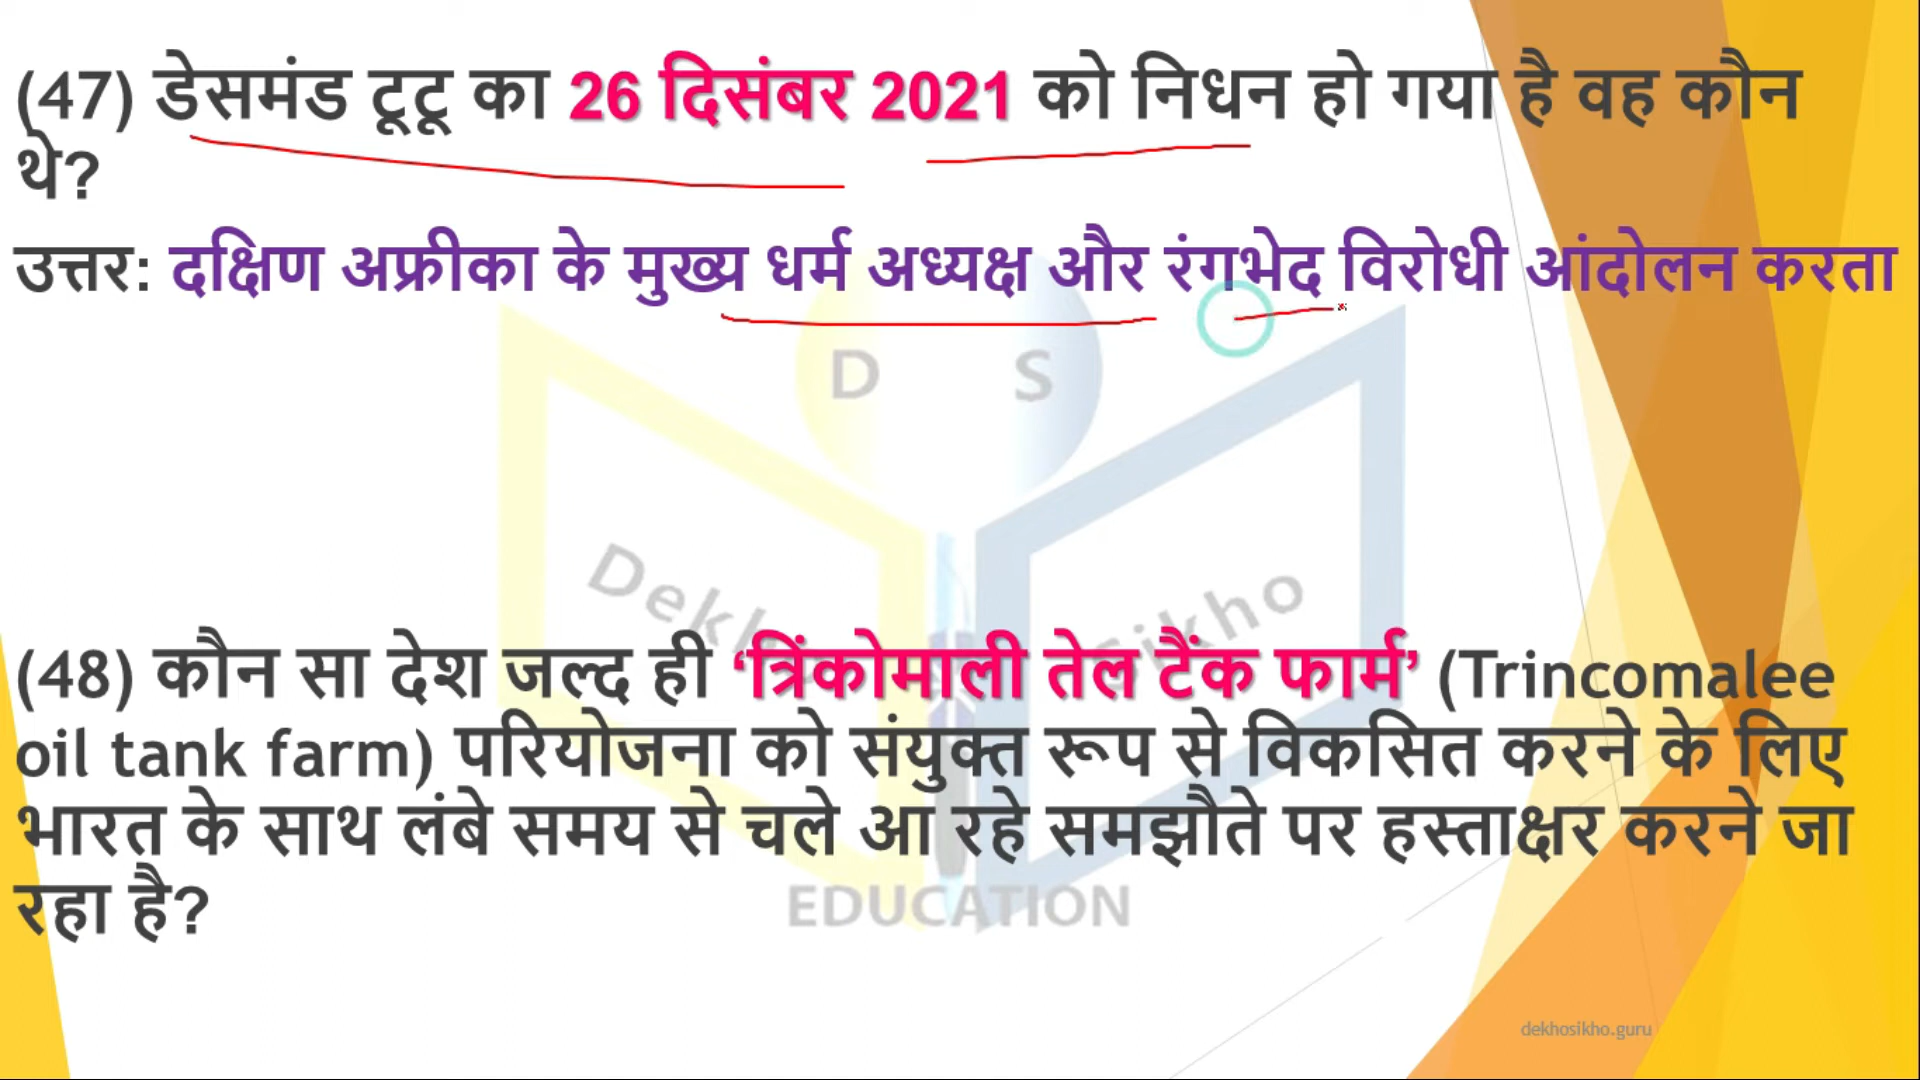 (47) डेसमंड टूटू का 26 दिसंबर 2021 को निधन हो गया है वह कौन
थे?
उत्तर: दक्षिण अफ्रीका के मुख्य धर्म अध्यक्ष और रंगभेद विरोधी आंदोलन करता
D S
Dekho Sikho
(48) कौन सा देश जल्द ही ‘त्रिंकोमाली तेल टैंक फार्म’ (Trincomalee
oil tank farm) परियोजना को संयुक्त रूप से विकसित करने के लिए
भारत के साथ लंबे समय से चले आ रहे समझौते पर हस्ताक्षर करने जा
रहा है?
EDUCATION
dekhosikho.guru